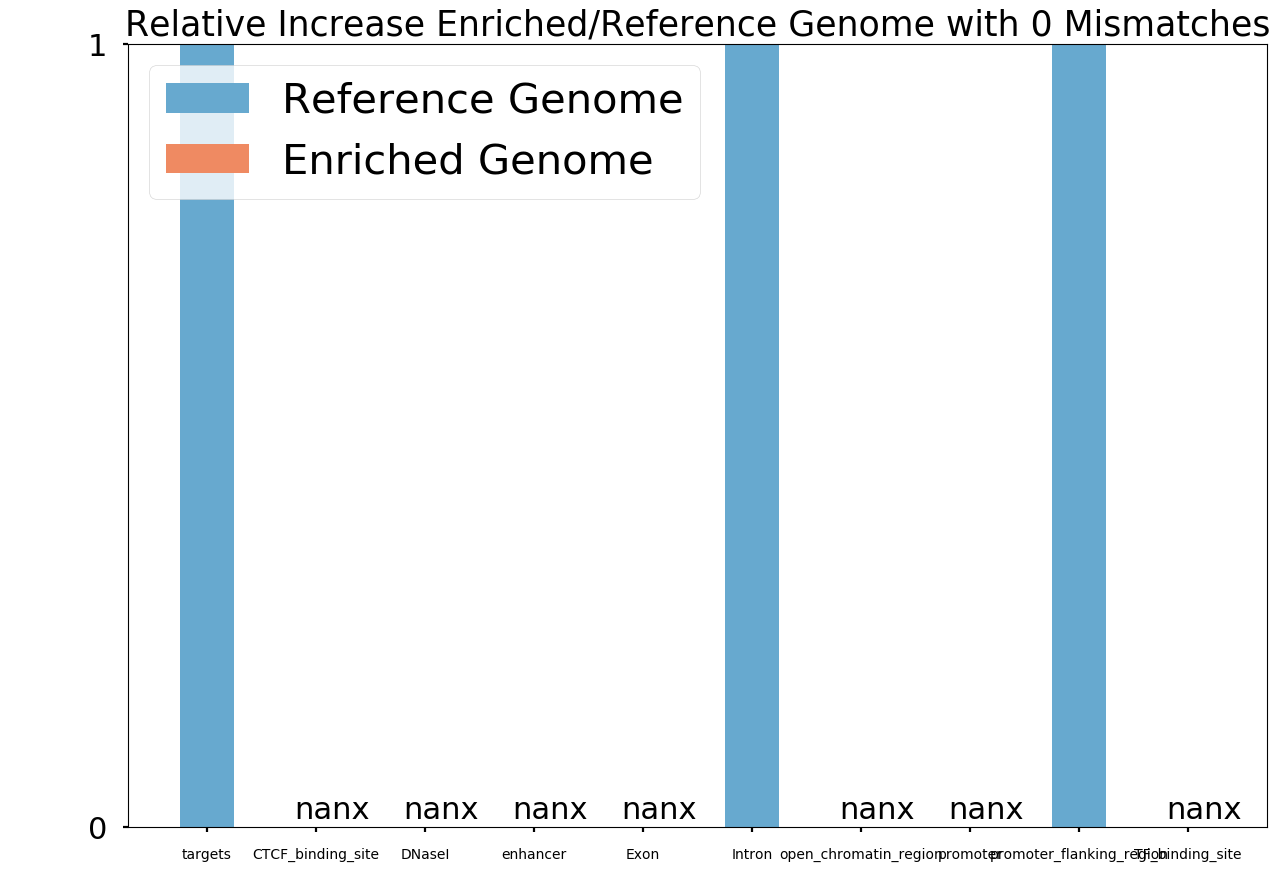 Relative Increase Enriched/Reference Genome with 0 Mismatches
1
Reference Genome
Enriched Genome
nanx nanx nanx nanx nanx nanx nanx
0
targets CTCF_binding_site DNaseI enhancer Exon Intron open_chromatin_region promoter promoter_flanking_region TF_binding_site